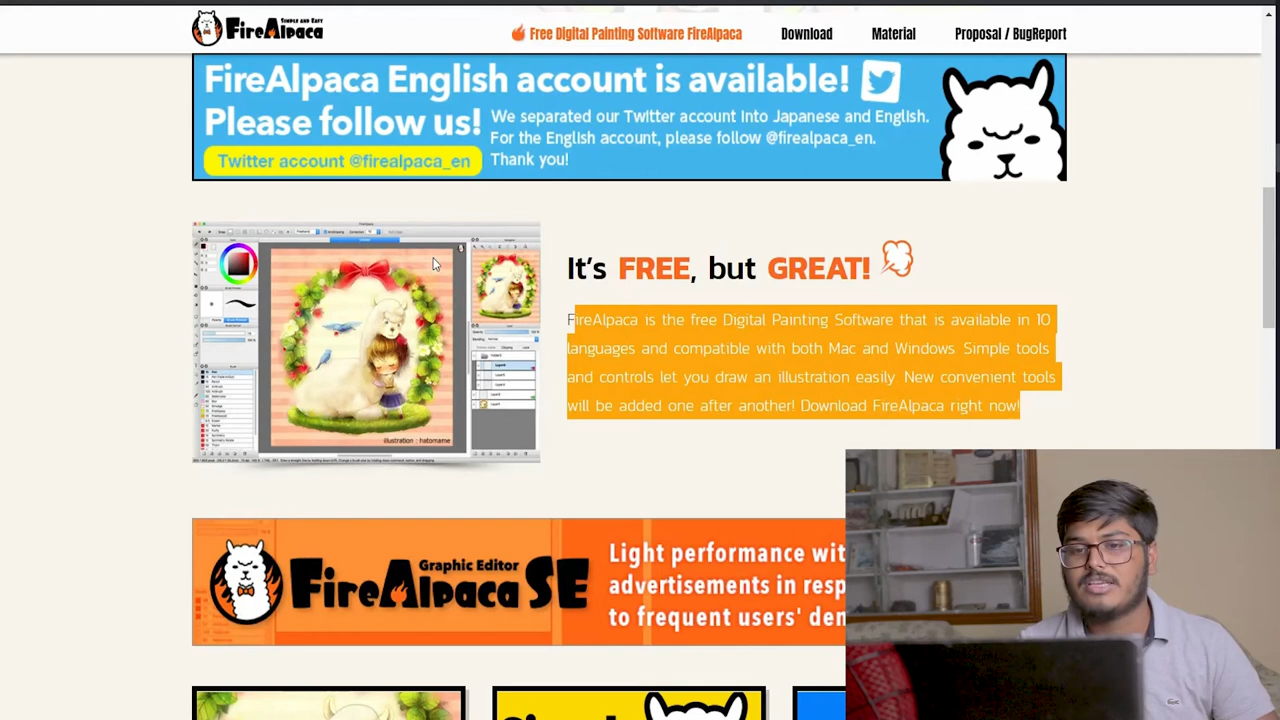 SIMPLE AND EASY
FireAlpaca
Free Digital Painting Software FireAlpaca
Download
Material
Proposal / BugReport
FireAlpaca English account is available!
Please follow us!
We separated our Twitter account into Japanese and English.
For the English account, please follow @firealpaca_en.
Thank you!
Twitter account @firealpaca_en
illustration : hatomame
It's FREE, but GREAT!
FireAlpaca is the free Digital Painting Software that is available in 10
languages and compatible with both Mac and Windows. Simple tools
and controls let you draw an illustration easily. New convenient tools
will be added one after another! Download FireAlpaca right now!
Graphic Editor
FireAlpaca SE
Light performance wit
advertisements in resp
to frequent users' den